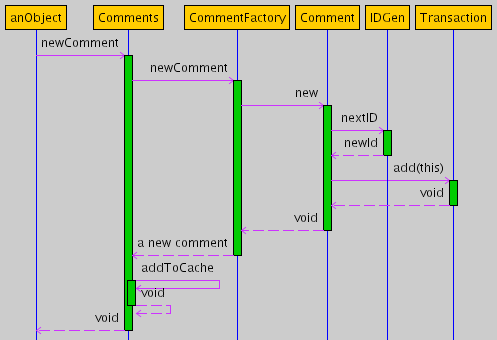 anObject Comments CommentFactory Comment IDGen Transaction
newComment
newComment
new
nextID
newId
add(this)
void
void
a new comment
addToCache
void
void